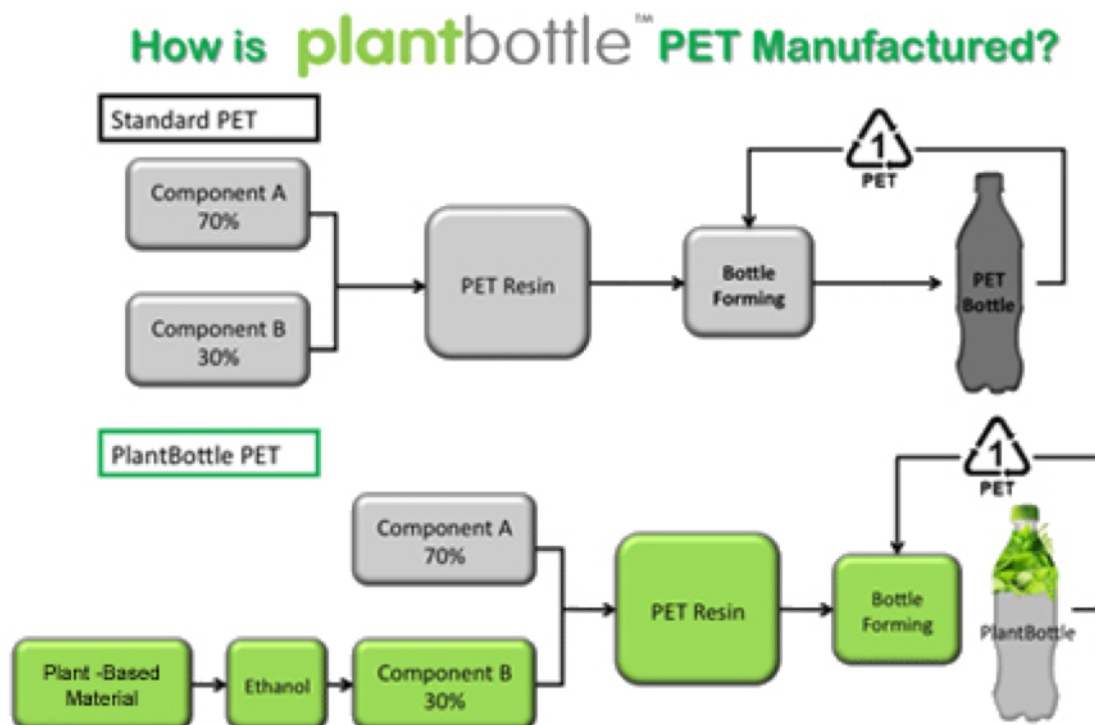 How is plantbottle™ PET Manufactured?
Standard PET
Component A
70%
Component B
30%
PET Resin
Bottle
Forming
1
PET
PET
Bottle
PlantBottle PET
Component A
70%
Plant -Based
Material
Ethanol
Component B
30%
PET Resin
Bottle
Forming
1
PET
PlantBottle